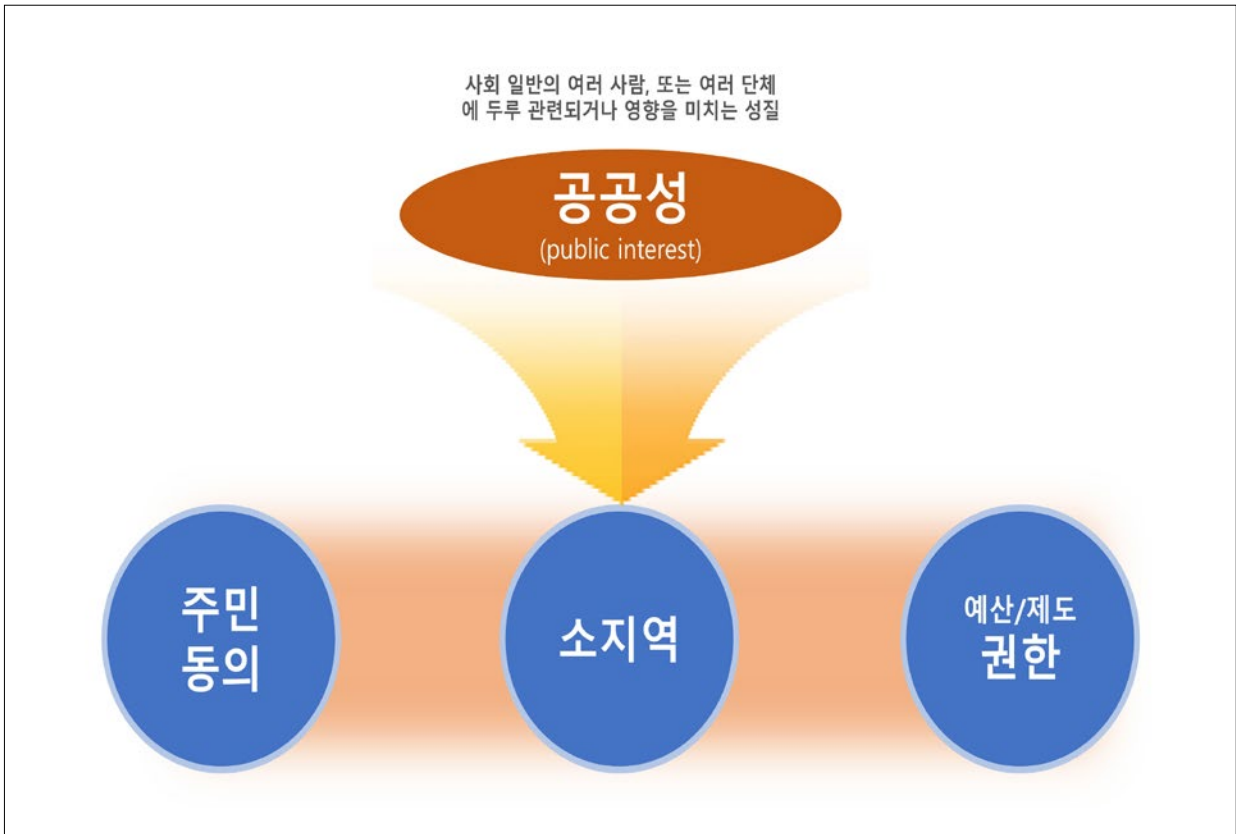 사회 일반의 여러 사람, 또는 여러 단체
에 두루 관련되거나 영향을 미치는 성질
공공성
(public interest)
주민
동의
소지역
예산/제도
권한